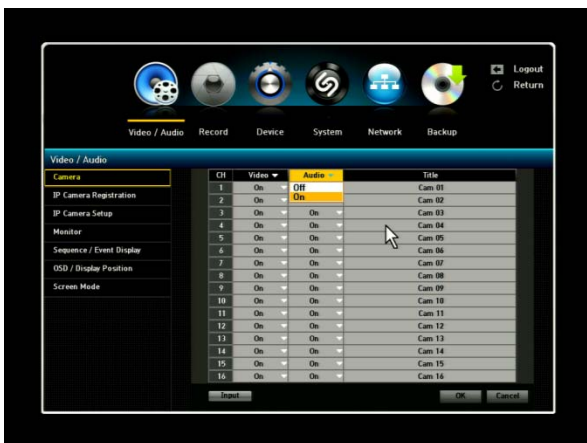 Logout
Return
Video / Audio Record Device System Network Backup
Video / Audio
Camera
IP Camera Registration
IP Camera Setup
Monitor
Sequence / Event Display
OSD / Display Position
Screen Mode
CH Video Audio Title
1 On Off Cam 01
2 On On Cam 02
3 On On Cam 03
4 On On Cam 04
5 On On Cam 05
6 On On Cam 06
7 On On Cam 07
8 On On Cam 08
9 On On Cam 09
10 On On Cam 10
11 On On Cam 11
12 On On Cam 12
13 On On Cam 13
14 On On Cam 14
15 On On Cam 15
16 On On Cam 16
Input OK Cancel